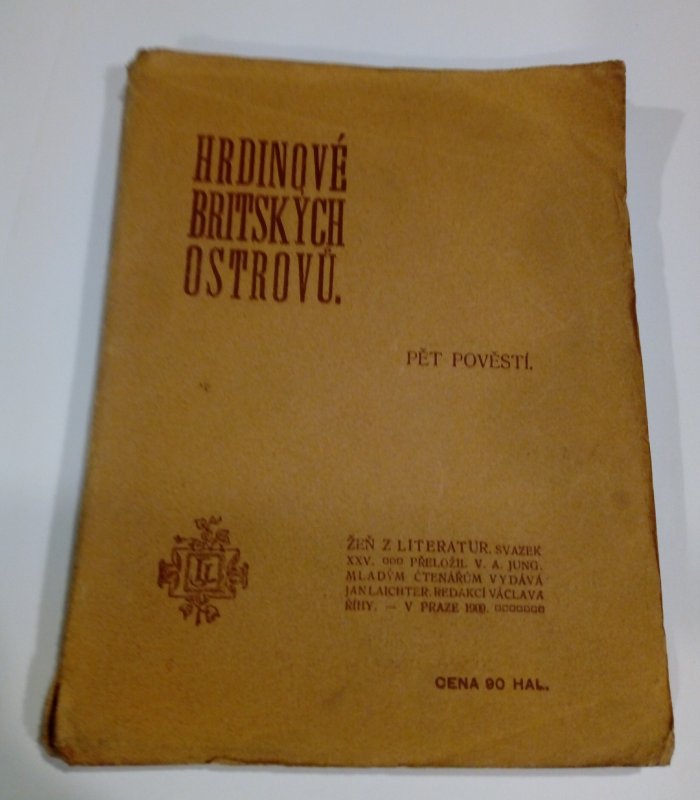 HRDINOVÉ
BRITSKÝCH
OSTROVŮ.
PĚT POVĚSTÍ.
ŽEŇ Z LITERATUR. SVAZEK
XXV. PŘELOŽIL V. A. JUNG.
MLADÝM ČTENÁŘŮM VYDÁVÁ
JAN LAICHTER. REDAKCÍ VÁCLAVA
ŘÍHY. — V PRAZE 1909.
CENA 90 HAL.